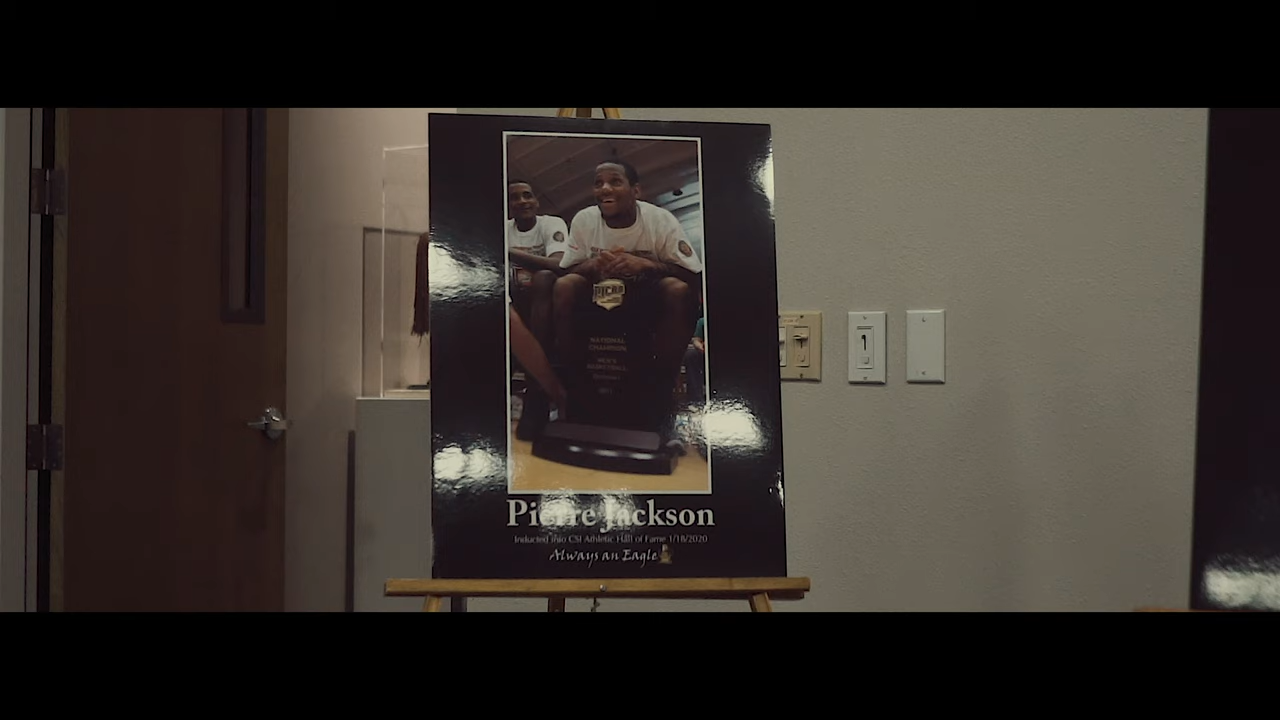 NJCAA
NATIONAL
CHAMPION
MEN'S
BASKETBALL
Pierre Jackson
Inducted into CSI Athletic Hall of Fame 1/18/2020
Always an Eagle